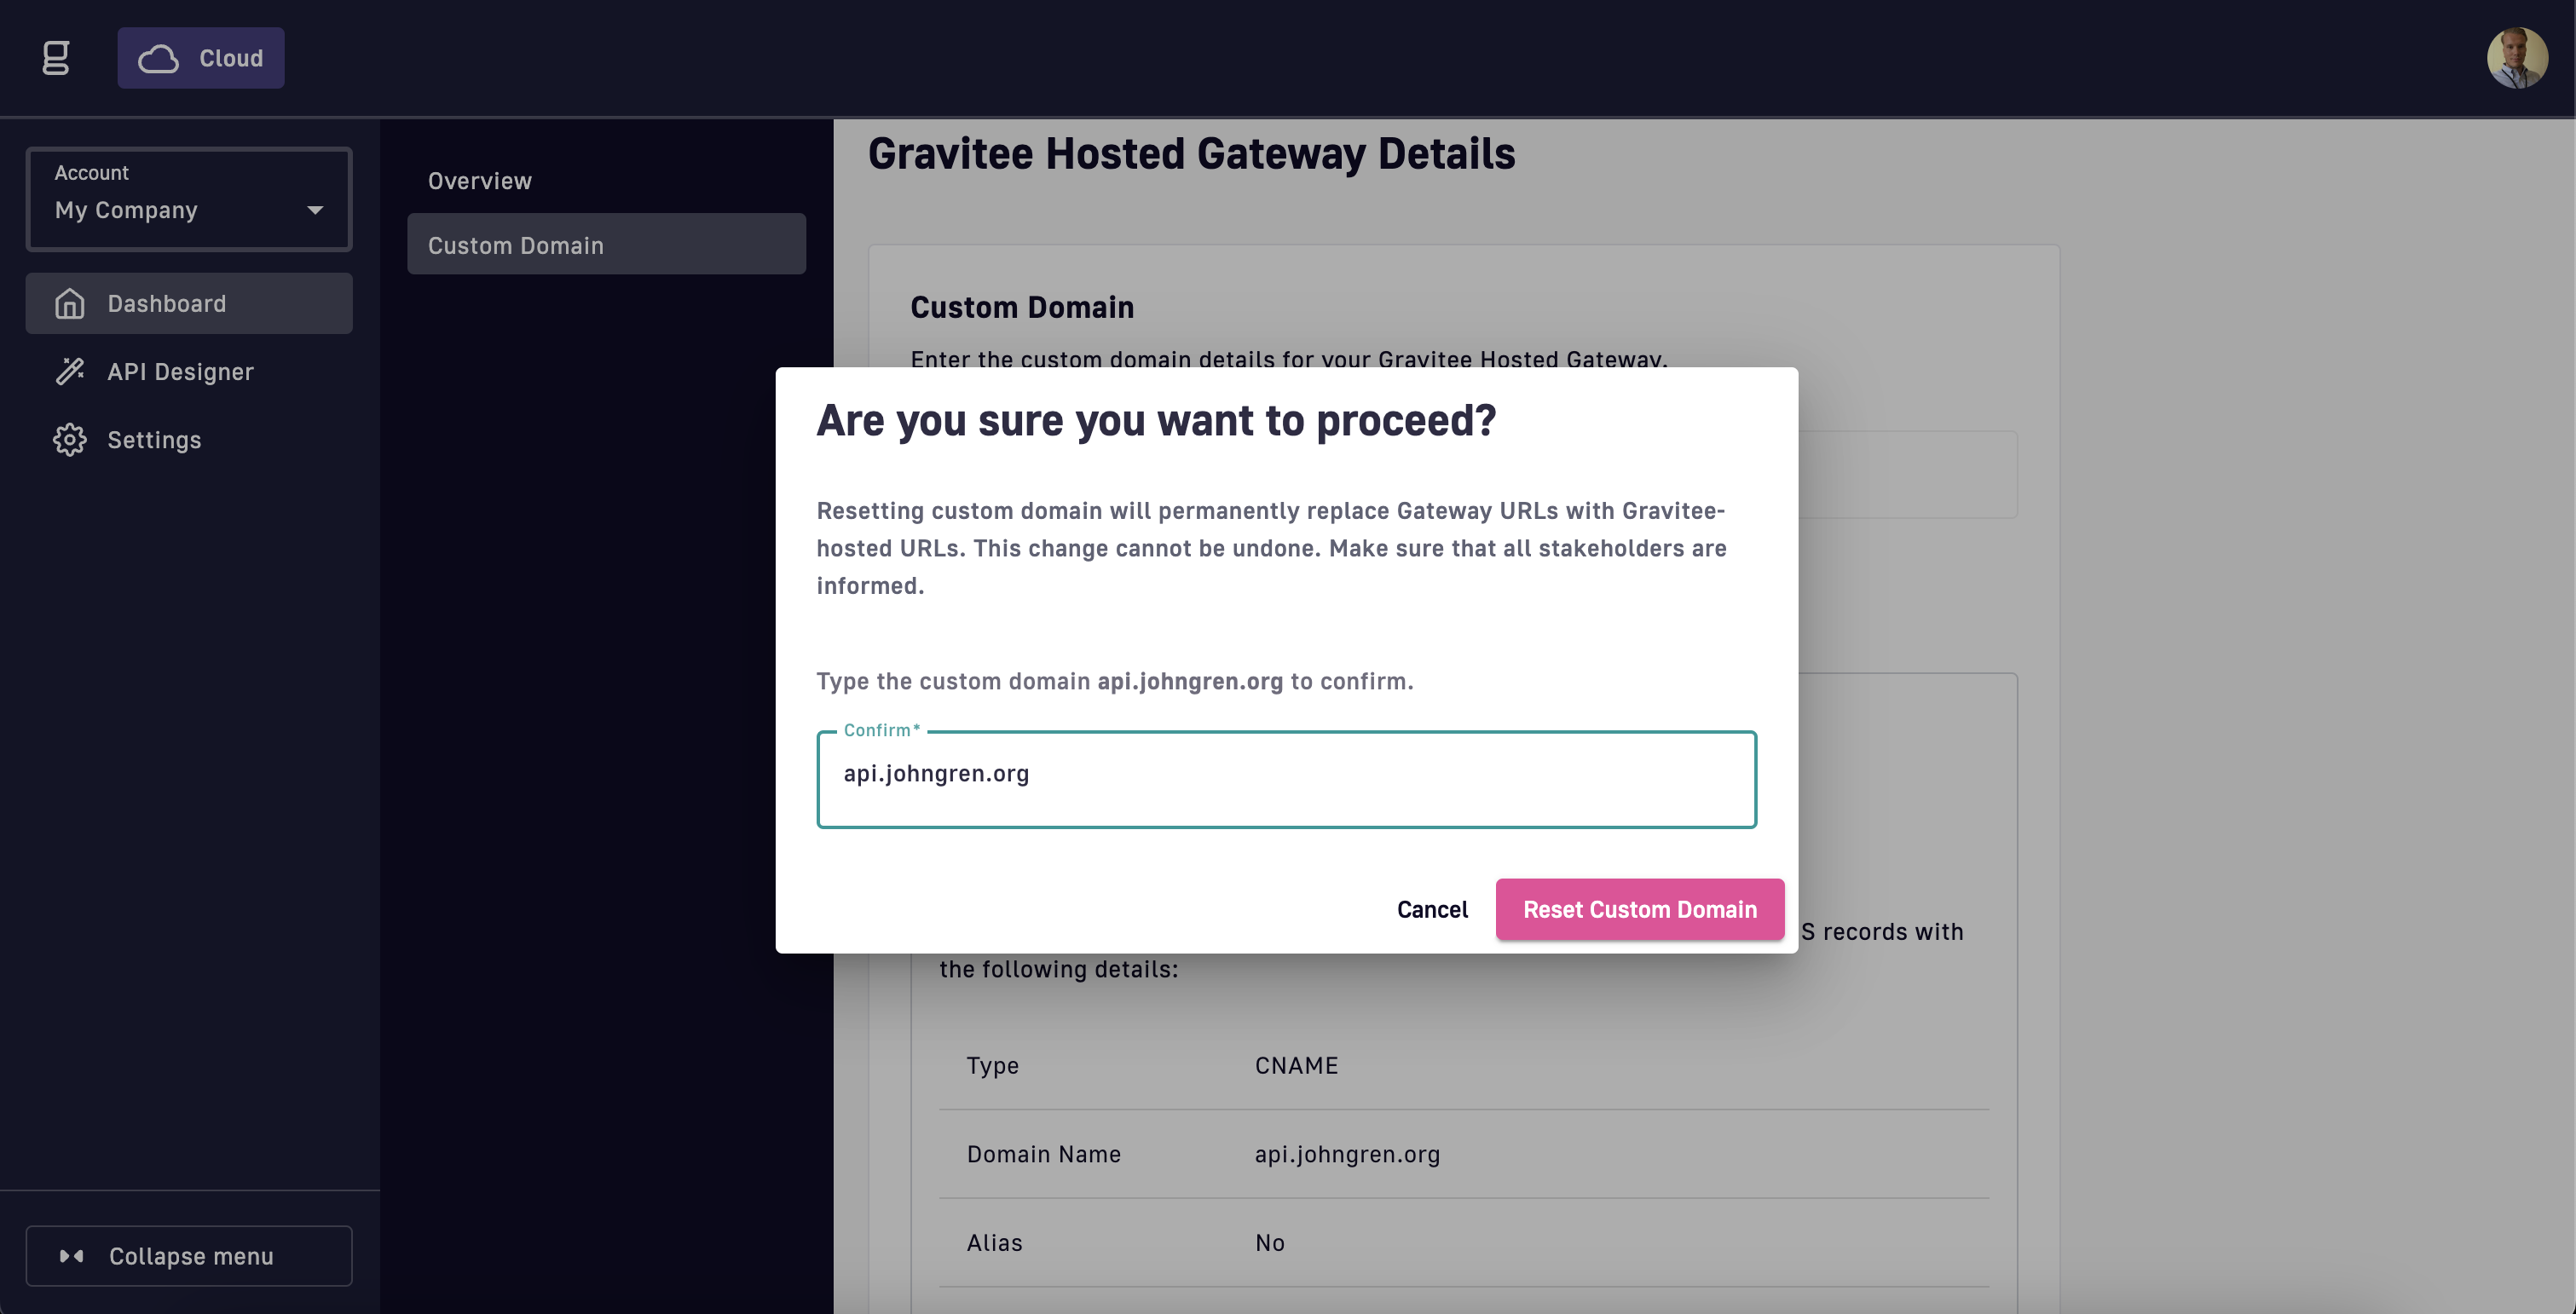 g
Cloud
Account
My Company
Dashboard
API Designer
Settings
Collapse menu
Overview
Custom Domain
Gravitee Hosted Gateway Details
Custom Domain
Enter the custom domain details for your Gravitee Hosted Gateway.
Are you sure you want to proceed?
Resetting custom domain will permanently replace Gateway URLs with Gravitee-
hosted URLs. This change cannot be undone. Make sure that all stakeholders are
informed.
Type the custom domain api.johngren.org to confirm.
Confirm*
api.johngren.org
Cancel
Reset Custom Domain
S records with
the following details:
Type CNAME
Domain Name api.johngren.org
Alias No